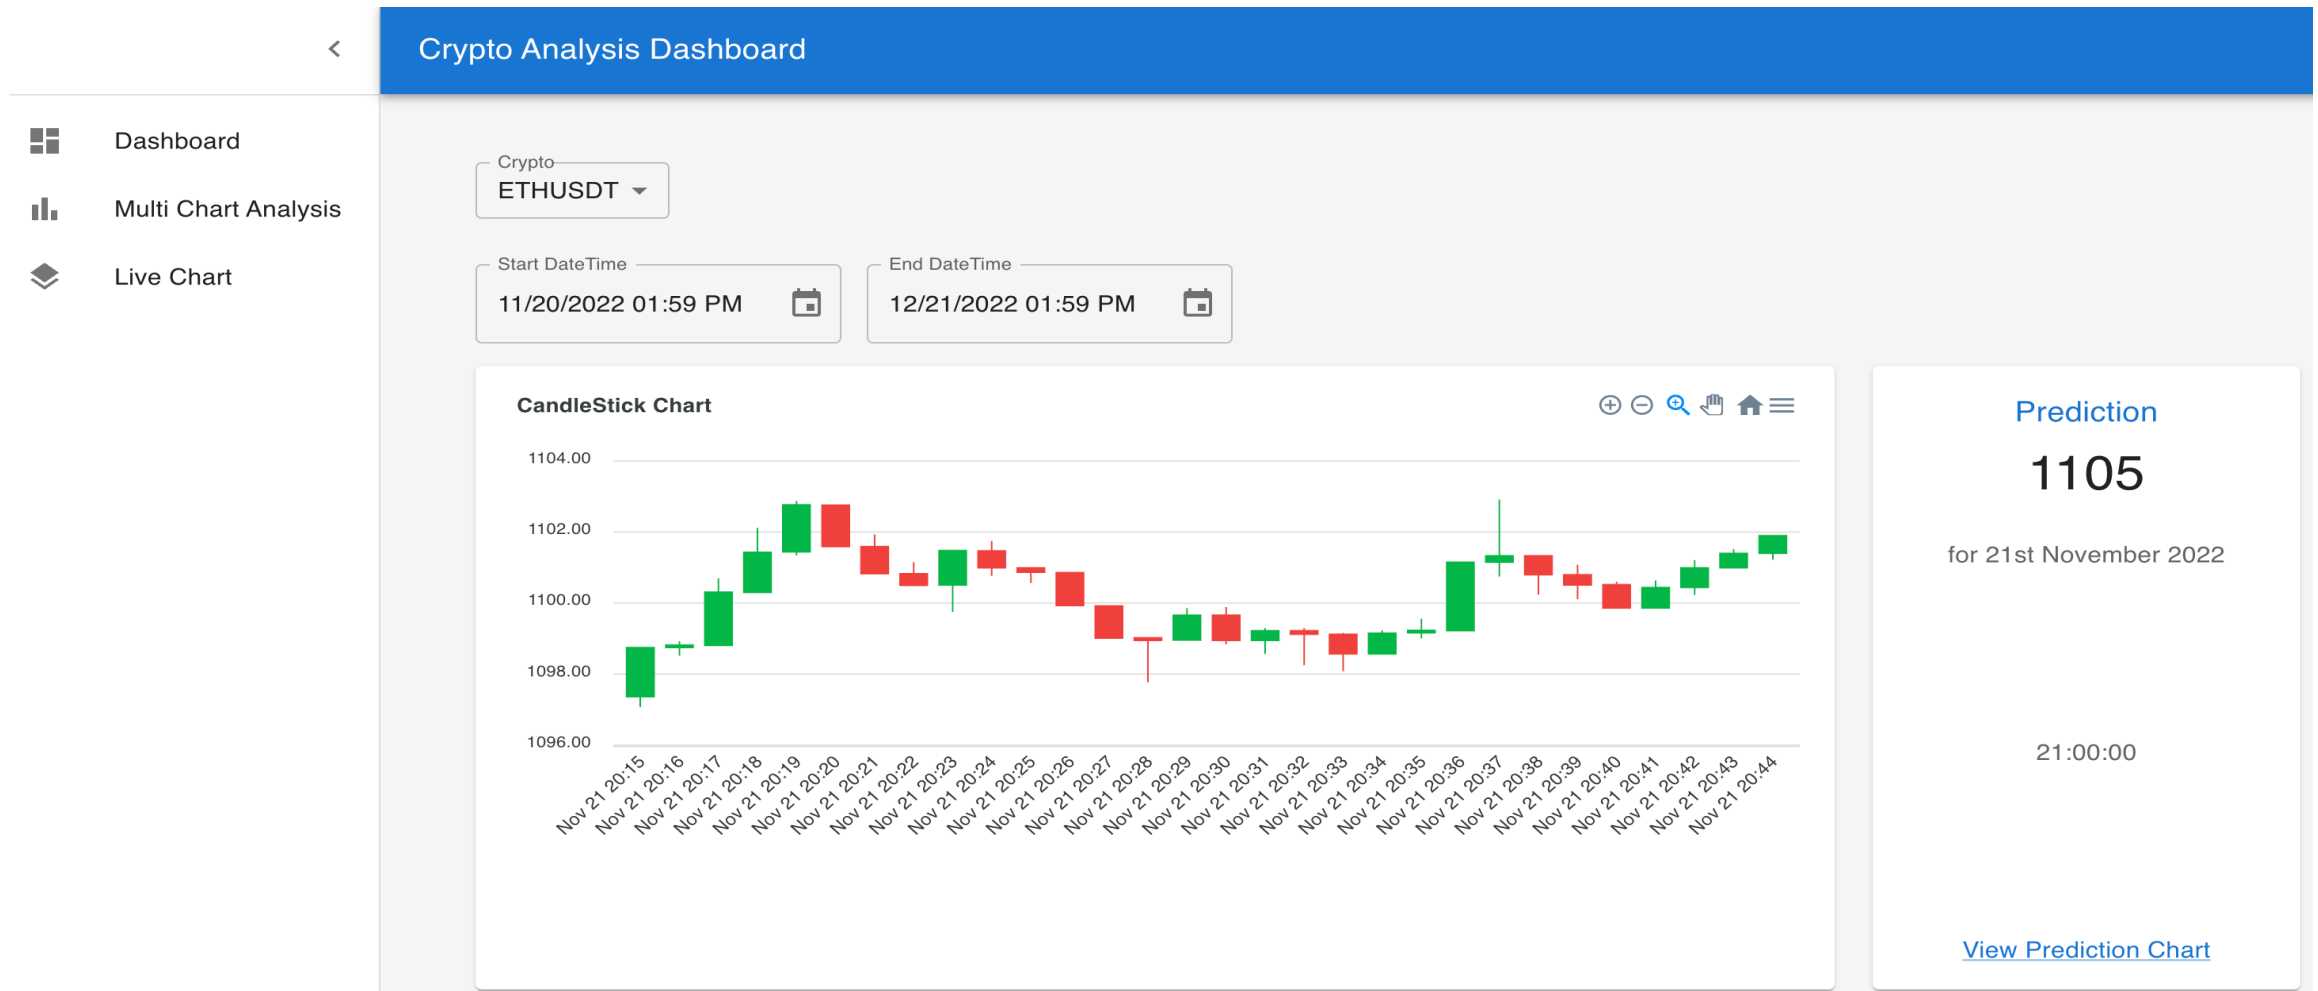 Crypto Analysis Dashboard
Dashboard
Multi Chart Analysis
Live Chart
Crypto
ETHUSDT
Start DateTime
11/20/2022 01:59 PM
End DateTime
12/21/2022 01:59 PM
CandleStick Chart
1104.00
1102.00
1100.00
1098.00
1096.00
Nov 21 20:15
Nov 21 20:16
Nov 21 20:17
Nov 21 20:18
Nov 21 20:19
Nov 21 20:20
Nov 21 20:21
Nov 21 20:22
Nov 21 20:23
Nov 21 20:24
Nov 21 20:25
Nov 21 20:26
Nov 21 20:27
Nov 21 20:28
Nov 21 20:29
Nov 21 20:30
Nov 21 20:31
Nov 21 20:32
Nov 21 20:33
Nov 21 20:34
Nov 21 20:35
Nov 21 20:36
Nov 21 20:37
Nov 21 20:38
Nov 21 20:39
Nov 21 20:40
Nov 21 20:41
Nov 21 20:42
Nov 21 20:43
Nov 21 20:44
Prediction
1105
for 21st November 2022
21:00:00
View Prediction Chart